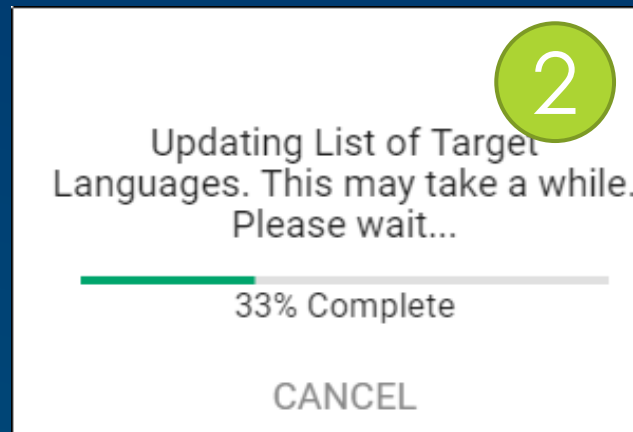 2
Updating List of Target
Languages. This may take a while.
Please wait...
33% Complete
CANCEL